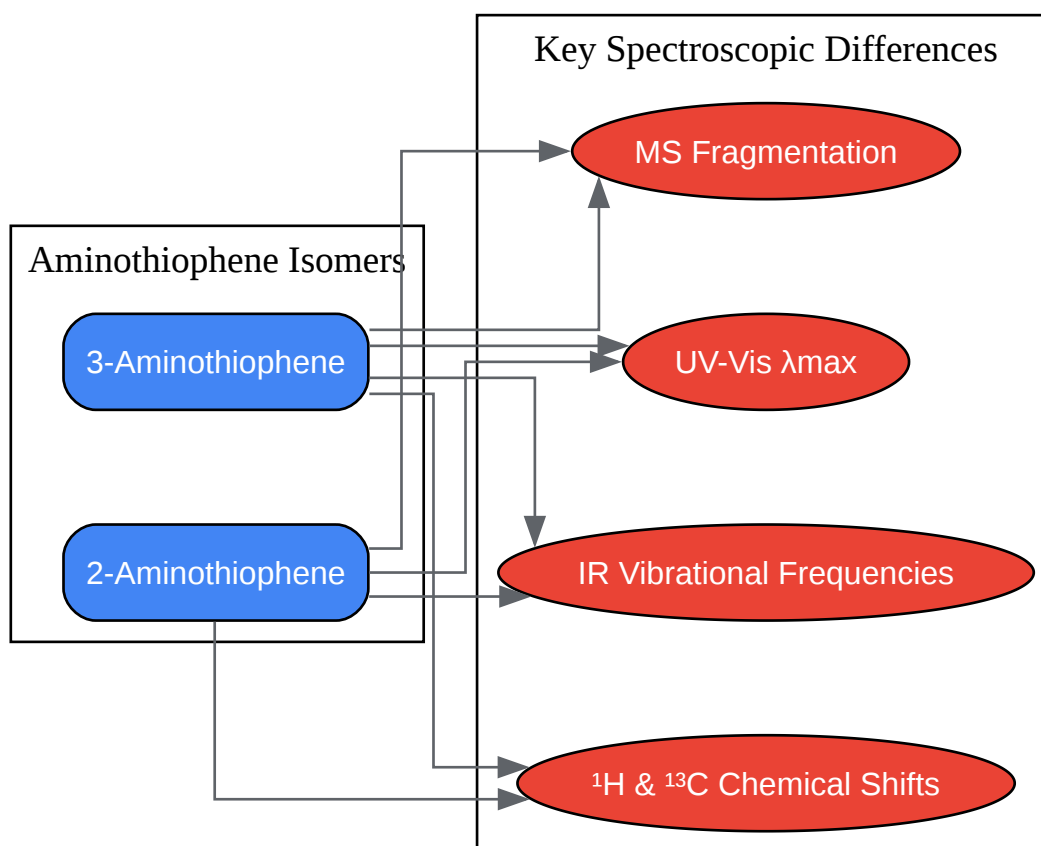 Key Spectroscopic Differences
MS Fragmentation
Aminothiophene Isomers
3-Aminothiophene
UV-Vis λmax
2-Aminothiophene
IR Vibrational Frequencies
¹H & ¹³C Chemical Shifts